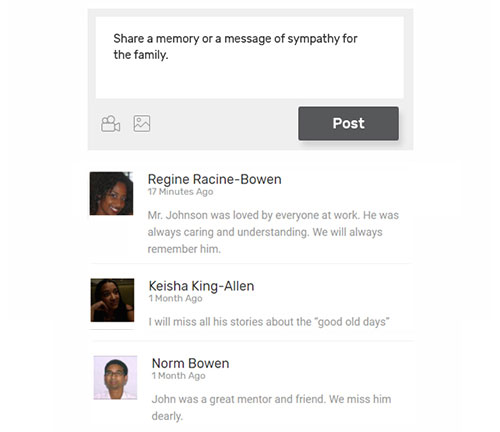 Share a memory or a message of sympathy for
the family.
Post
Regine Racine-Bowen
17 Minutes Ago
Mr. Johnson was loved by everyone at work. He was
always caring and understanding. We will always
remember him.
Keisha King-Allen
1 Month Ago
I will miss all his stories about the “good old days”
Norm Bowen
1 Month Ago
John was a great mentor and friend. We miss him
dearly.